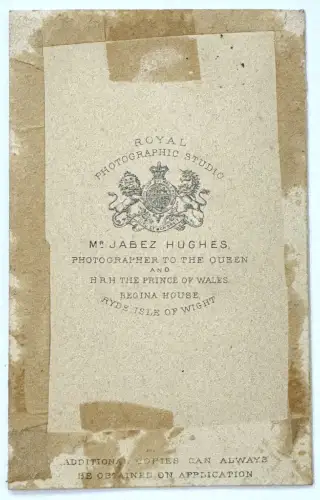 ROYAL
PHOTOGRAPHIC STUDIO
MR JABEZ HUGHES,
PHOTOGRAPHER TO THE QUEEN
AND
H.R.H THE PRINCE OF WALES.
REGINA HOUSE,
RYDE, ISLE OF WIGHT
ADDITIONAL COPIES CAN ALWAYS
BE OBTAINED ON APPLICATION